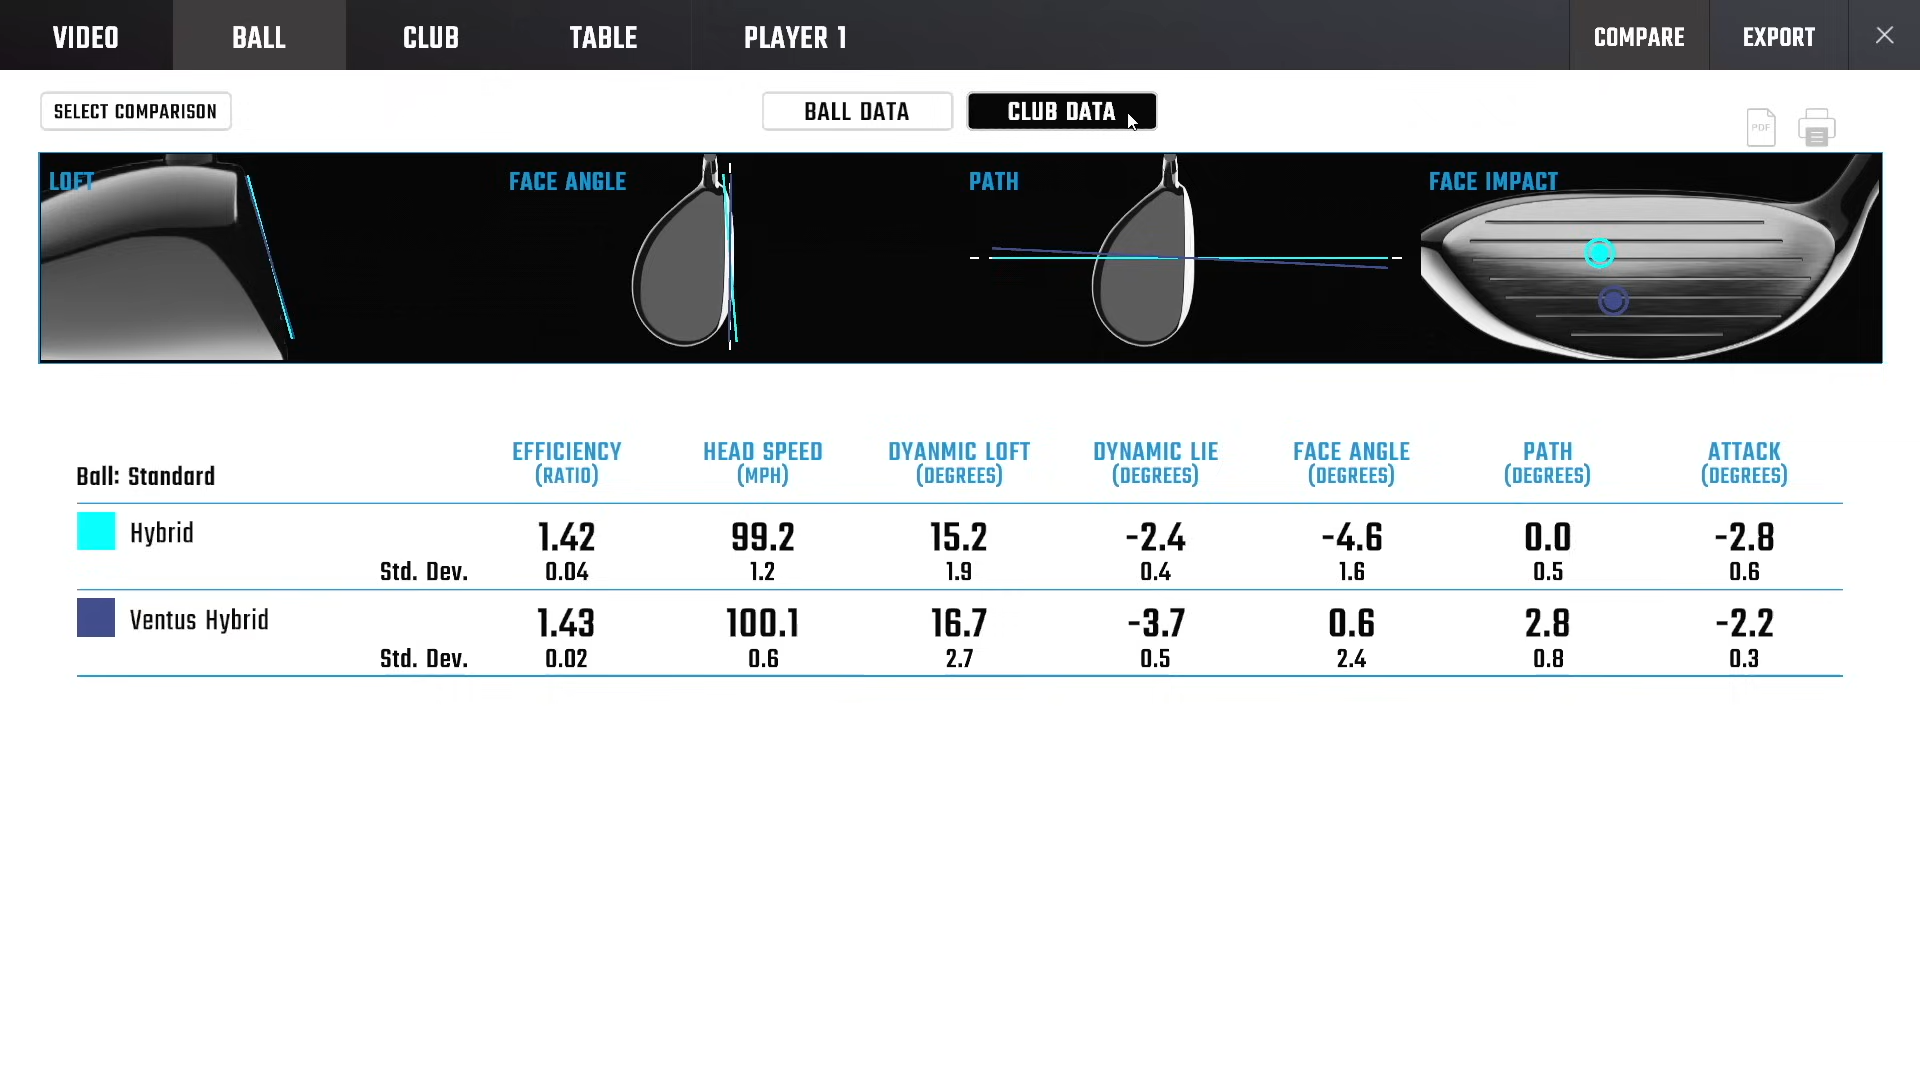 VIDEO BALL CLUB TABLE PLAYER 1 COMPARE EXPORT
SELECT COMPARISON BALL DATA CLUB DATA
PDF
LOFT FACE ANGLE PATH FACE IMPACT
EFFICIENCY HEAD SPEED DYANMIC LOFT DYNAMIC LIE FACE ANGLE PATH ATTACK
Ball: Standard (RATIO) (MPH) (DEGREES) (DEGREES) (DEGREES) (DEGREES) (DEGREES)
Hybrid 1.42 99.2 15.2 -2.4 -4.6 0.0 -2.8
Std. Dev. 0.04 1.2 1.9 0.4 1.6 0.5 0.6
Ventus Hybrid 1.43 100.1 16.7 -3.7 0.6 2.8 -2.2
Std. Dev. 0.02 0.6 2.7 0.5 2.4 0.8 0.3